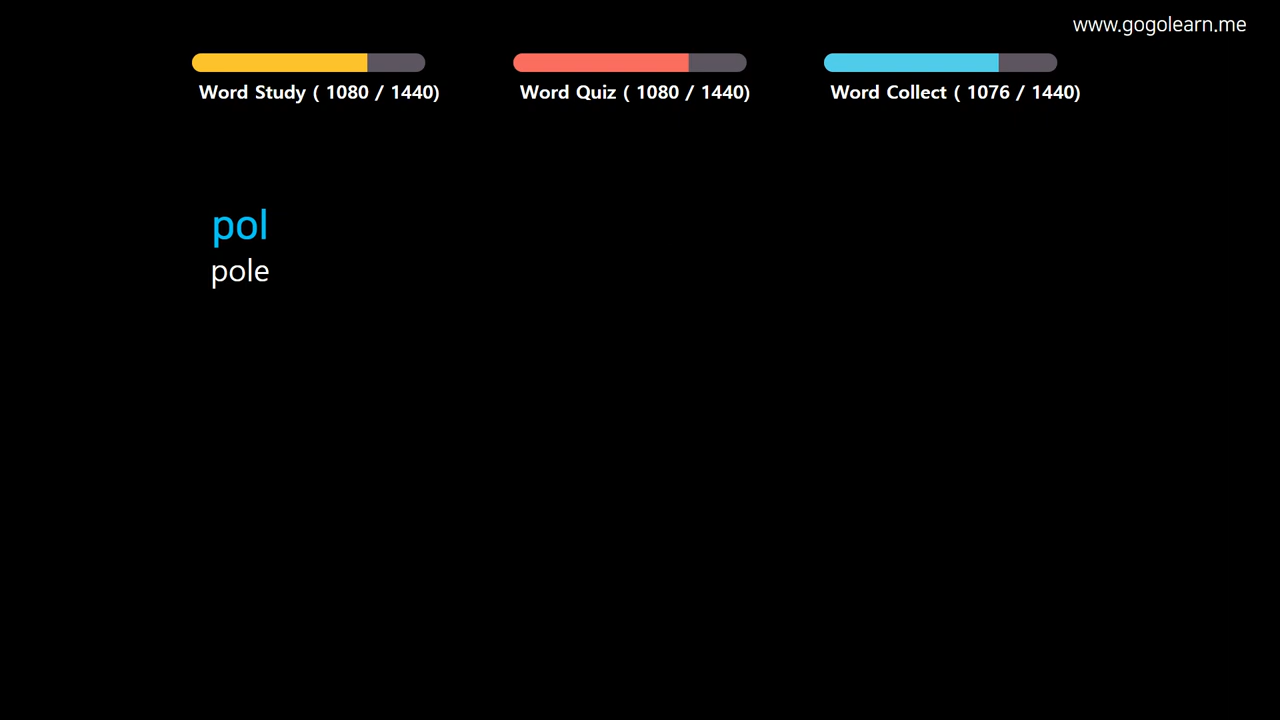 www.gogolearn.me
Word Study ( 1080 / 1440)
Word Quiz ( 1080 / 1440)
Word Collect ( 1076 / 1440)
pol
pole